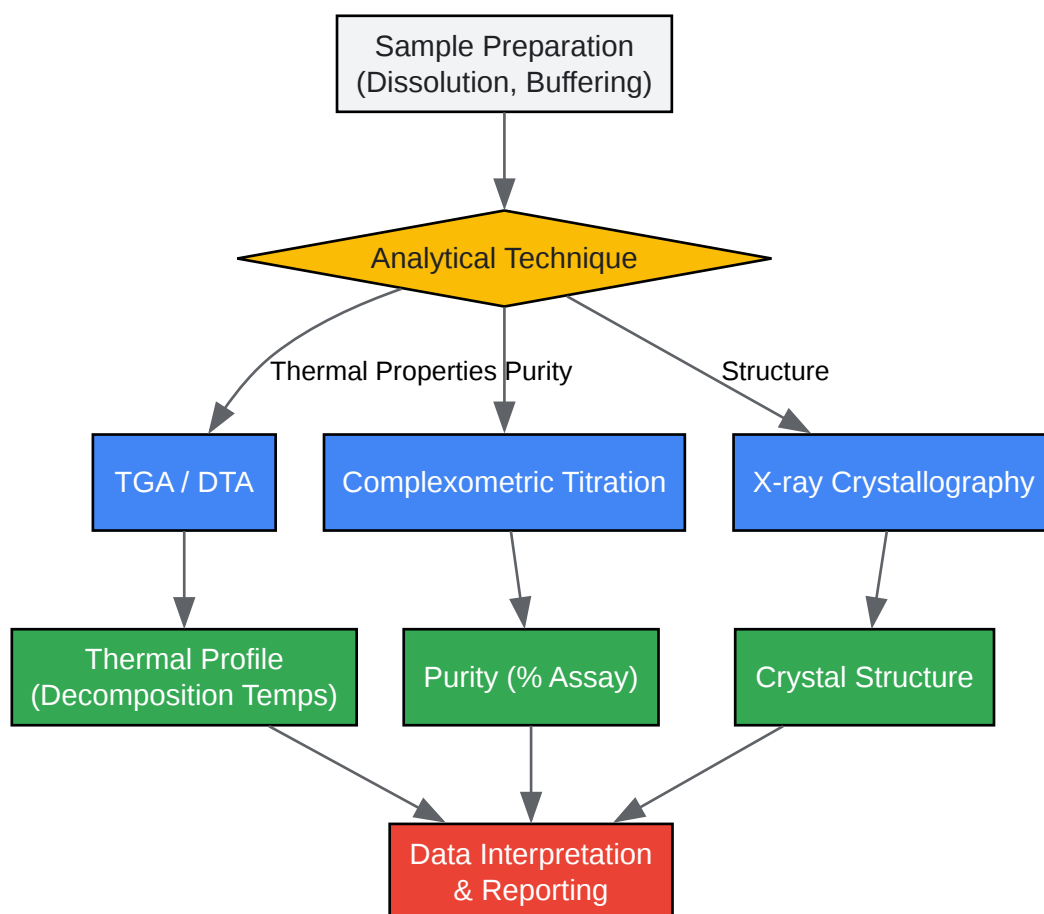 Sample Preparation
(Dissolution, Buffering)
Analytical Technique
Thermal Properties
Purity
Structure
TGA / DTA
Complexometric Titration
X-ray Crystallography
Thermal Profile
(Decomposition Temps)
Purity (% Assay)
Crystal Structure
Data Interpretation
& Reporting